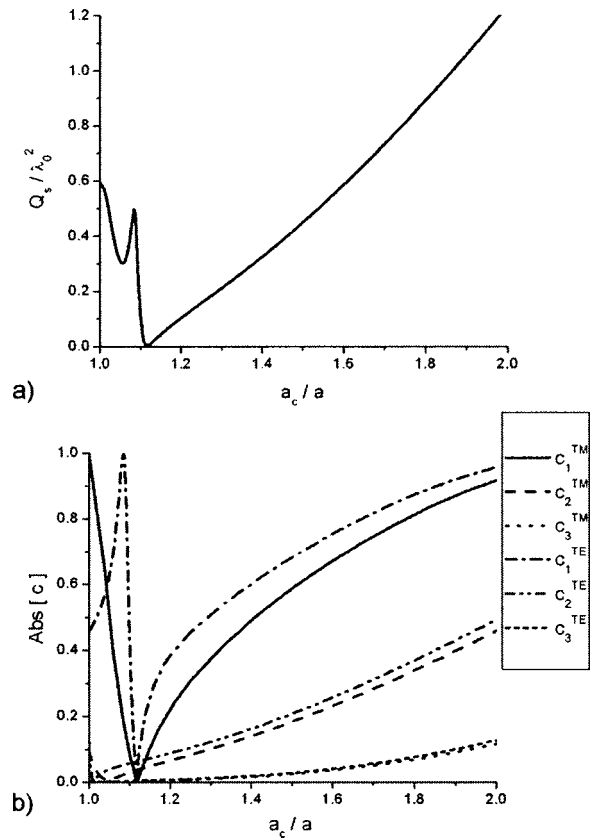 1.2
1.0
0.8
0.6
0.4
0.2
0.0
Q_s / λ_0^2
1.0 1.2 1.4 1.6 1.8 2.0
a_c / a
a)
1.0
0.8
0.6
0.4
0.2
0.0
Abs [ c ]
1.0 1.2 1.4 1.6 1.8 2.0
a_c / a
b)
C_1^TM
C_2^TM
C_3^TM
C_1^TE
C_2^TE
C_3^TE